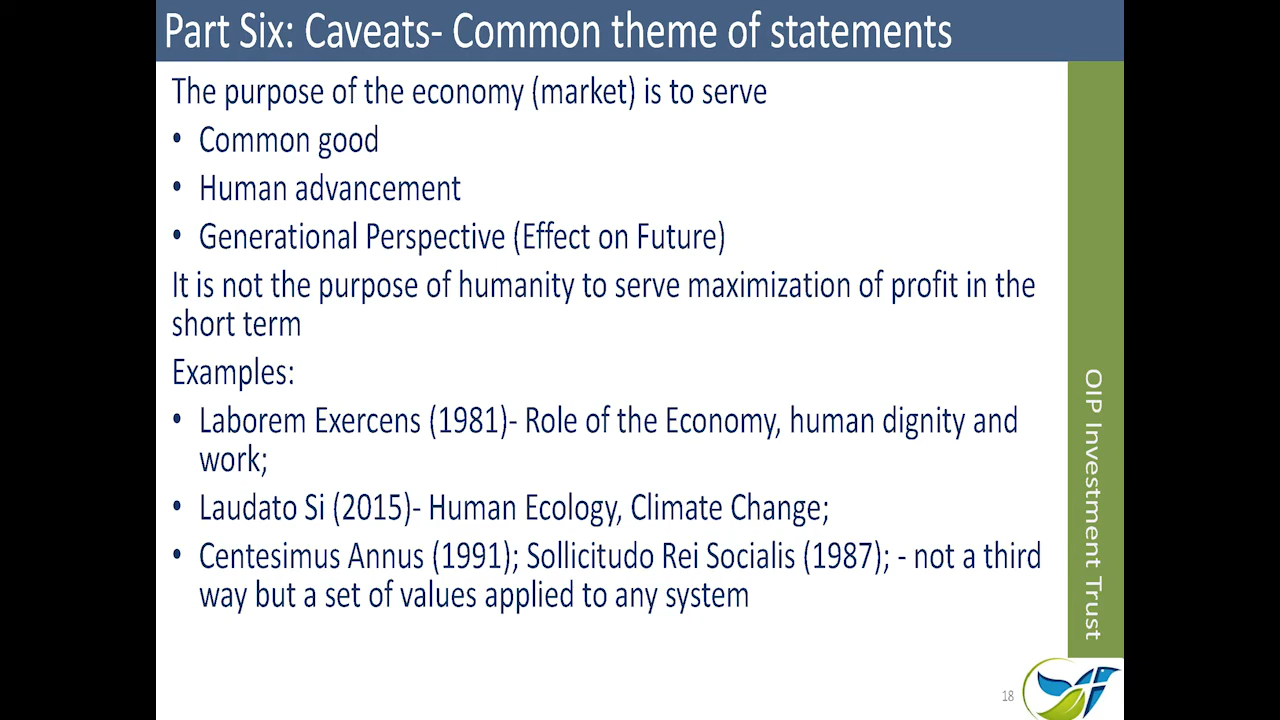 Part Six: Caveats- Common theme of statements
The purpose of the economy (market) is to serve
• Common good
• Human advancement
• Generational Perspective (Effect on Future)
It is not the purpose of humanity to serve maximization of profit in the
short term
Examples:
• Laborem Exercens (1981)- Role of the Economy, human dignity and
work;
• Laudato Si (2015)- Human Ecology, Climate Change;
• Centesimus Annus (1991); Sollicitudo Rei Socialis (1987); - not a third
way but a set of values applied to any system
OIP Investment Trust
18